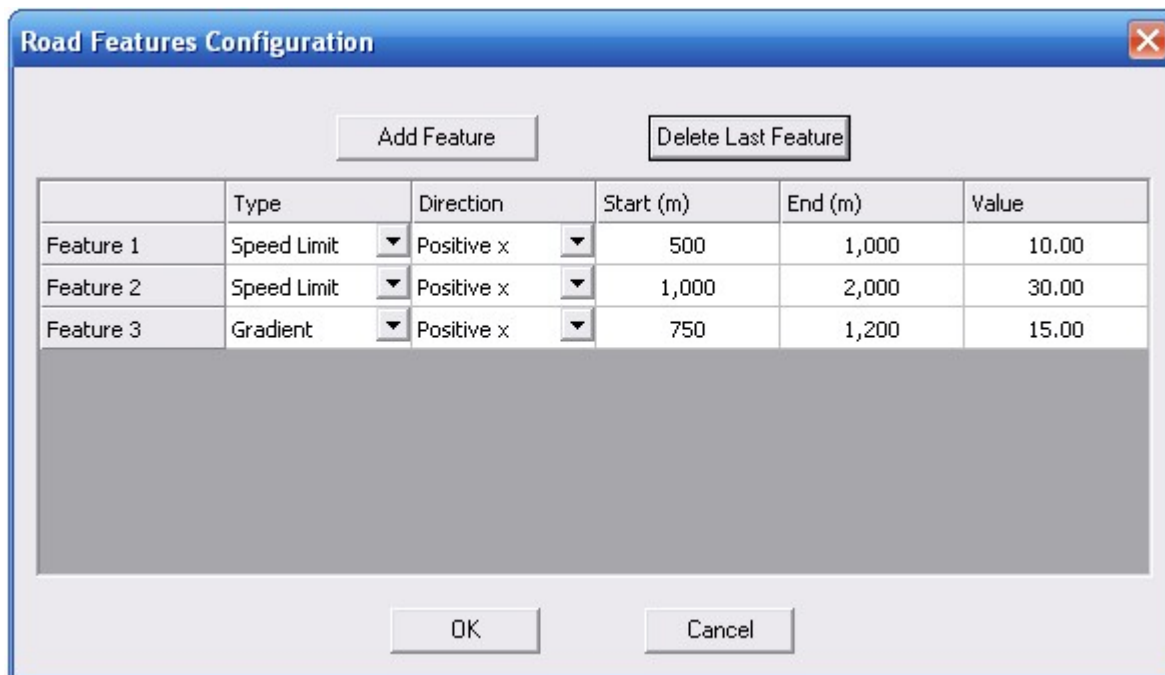 Road Features Configuration
Add Feature Delete Last Feature
Type Direction Start (m) End (m) Value
Feature 1 Speed Limit Positive x 500 1,000 10.00
Feature 2 Speed Limit Positive x 1,000 2,000 30.00
Feature 3 Gradient Positive x 750 1,200 15.00
OK Cancel